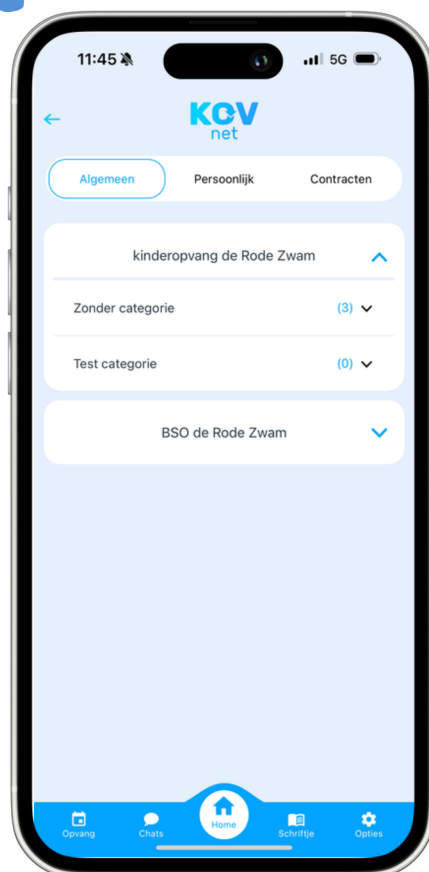 11:45 5G
KOV
net
Algemeen Persoonlijk Contracten
kinderopvang de Rode Zwam
Zonder categorie (3)
Test categorie (0)
BSO de Rode Zwam
Opvang Chats Home Schriftje Opties